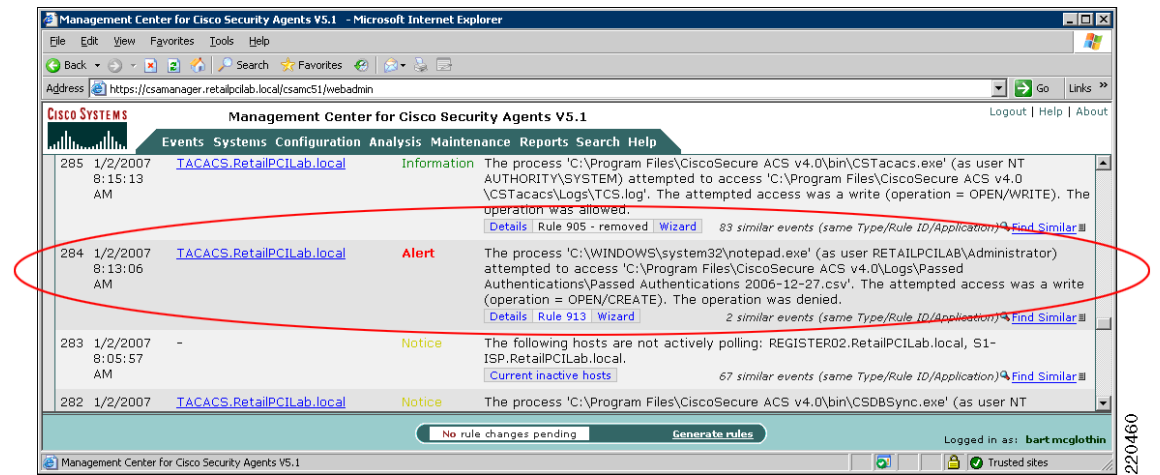 Management Center for Cisco Security Agents V5.1 - Microsoft Internet Explorer
File Edit View Favorites Tools Help
Back Search Favorites
Address https://csamanager.retailpcilab.local/csamc51/webadmin Go Links »
CISCO SYSTEMS
Management Center for Cisco Security Agents V5.1
Logout | Help | About
Events Systems Configuration Analysis Maintenance Reports Search Help
285 1/2/2007 TACACS.RetailPCILab.local Information The process 'C:\Program Files\CiscoSecure ACS v4.0\bin\CSTacacs.exe' (as user NT
8:15:13 AUTHORITY\SYSTEM) attempted to access 'C:\Program Files\CiscoSecure ACS v4.0
AM \CSTacacs\Logs\TCS.log'. The attempted access was a write (operation = OPEN/WRITE). The
operation was allowed.
Details Rule 905 - removed Wizard 83 similar events (same Type/Rule ID/Application) Find Similar
284 1/2/2007 TACACS.RetailPCILab.local Alert The process 'C:\WINDOWS\system32\notepad.exe' (as user RETAILPCILAB\Administrator)
8:13:06 attempted to access 'C:\Program Files\CiscoSecure ACS v4.0\Logs\Passed
AM Authentications\Passed Authentications 2006-12-27.csv'. The attempted access was a write
(operation = OPEN/CREATE). The operation was denied.
Details Rule 913 Wizard 2 similar events (same Type/Rule ID/Application) Find Similar
283 1/2/2007 - Notice The following hosts are not actively polling: REGISTER02.RetailPCILab.local, S1-
8:05:57 ISP.RetailPCILab.local.
AM
Current inactive hosts 67 similar events (same Type/Rule ID/Application) Find Similar
282 1/2/2007 TACACS.RetailPCILab.local Notice The process 'C:\Program Files\CiscoSecure ACS v4.0\bin\CSDBSync.exe' (as user NT
No rule changes pending Generate rules
Logged in as: bart mcglothin
Management Center for Cisco Security Agents V5.1 Trusted sites
220460